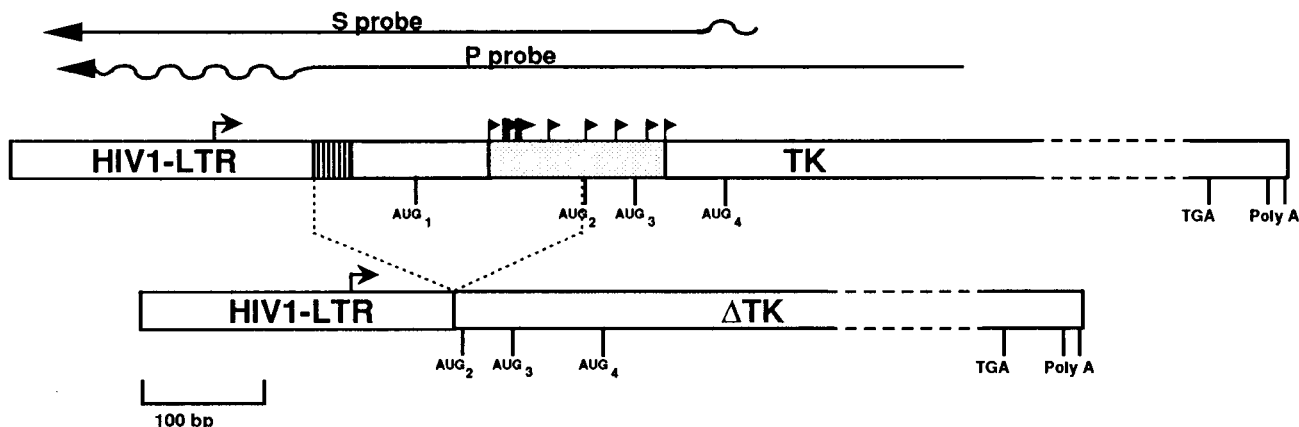 S probe
P probe
HIV1-LTR TK
AUG1 AUG2 AUG3 AUG4 TGA Poly A
HIV1-LTR ΔTK
AUG2 AUG3 AUG4 TGA Poly A
100 bp